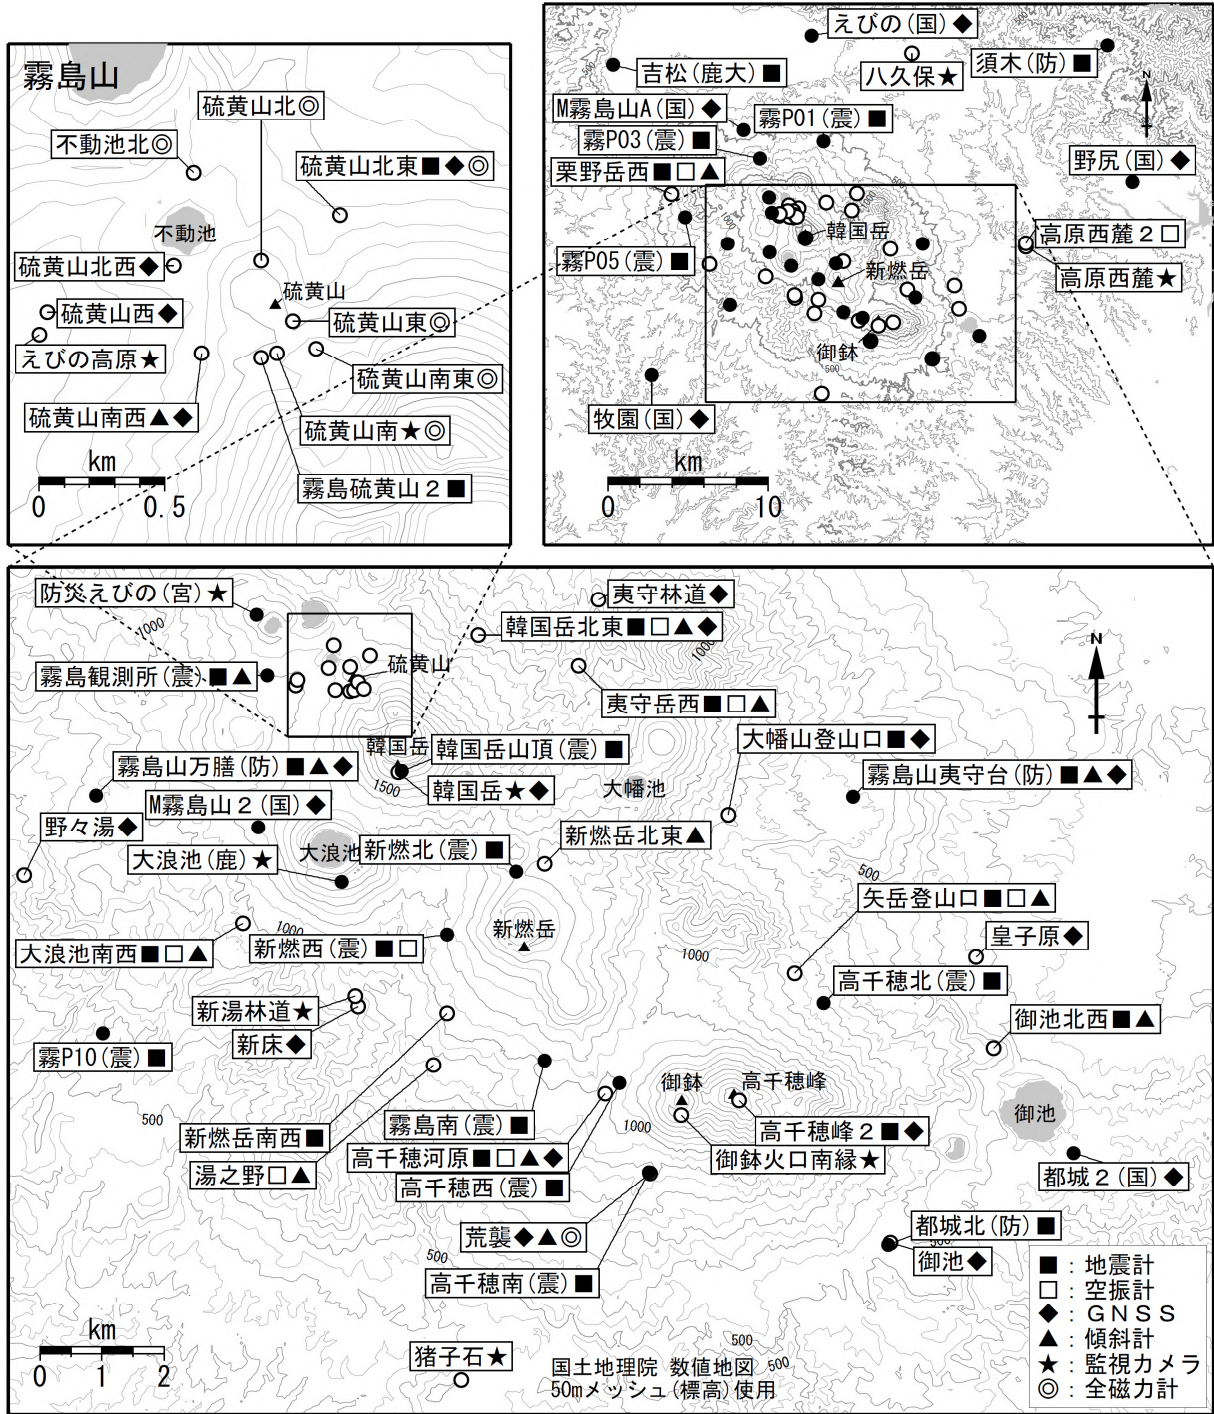 霧島山
硫黄山北◎
不動池北◎
硫黄山北東■◆◎
不動池
硫黄山北西◆
硫黄山
硫黄山西◆
硫黄山東◎
えびの高原★
硫黄山南東◎
硫黄山南西▲◆
硫黄山南★◎
霧島硫黄山2■
km
0 0.5
えびの(国)◆
吉松(鹿大)■
八久保★
須木(防)■
M霧島山A(国)◆
霧P01(震)■
霧P03(震)■
N
栗野岳西■□▲
野尻(国)◆
500
1000
1000
韓国岳
高原西麓2□
霧P05(震)■
新燃岳
高原西麓★
御鉢
500
牧園(国)◆
km
0 10
防災えびの(宮)★
夷守林道◆
1000
韓国岳北東■□▲◆
1000
N
硫黄山
霧島観測所(震)■▲
夷守岳西■□▲
大幡山登山口■◆
韓国岳
韓国岳山頂(震)■
霧島山万膳(防)■▲◆
霧島山夷守台(防)■▲◆
1500
韓国岳★◆
大幡池
M霧島山2(国)◆
野々湯◆
新燃岳北東▲
大浪池
新燃北(震)■
大浪池(鹿)★
500
矢岳登山口■□▲
1000
新燃岳
皇子原◆
大浪池南西■□▲
新燃西(震)■□
1000
高千穂北(震)■
新湯林道★
御池北西■▲
新床◆
霧P10(震)■
御鉢
高千穂峰
御池
500
霧島南(震)■
1000
高千穂峰2■◆
新燃岳南西■
高千穂河原■□▲◆
御鉢火口南縁★
湯之野□▲
高千穂西(震)■
都城2(国)◆
荒襲◆▲◎
都城北(防)■
500
500
御池◆
高千穂南(震)■
■：地震計
□：空振計
◆：GNSS
▲：傾斜計
★：監視カメラ
◎：全磁力計
km
0 1 2
猪子石★
500
500
国土地理院 数値地図
50mメッシュ(標高)使用